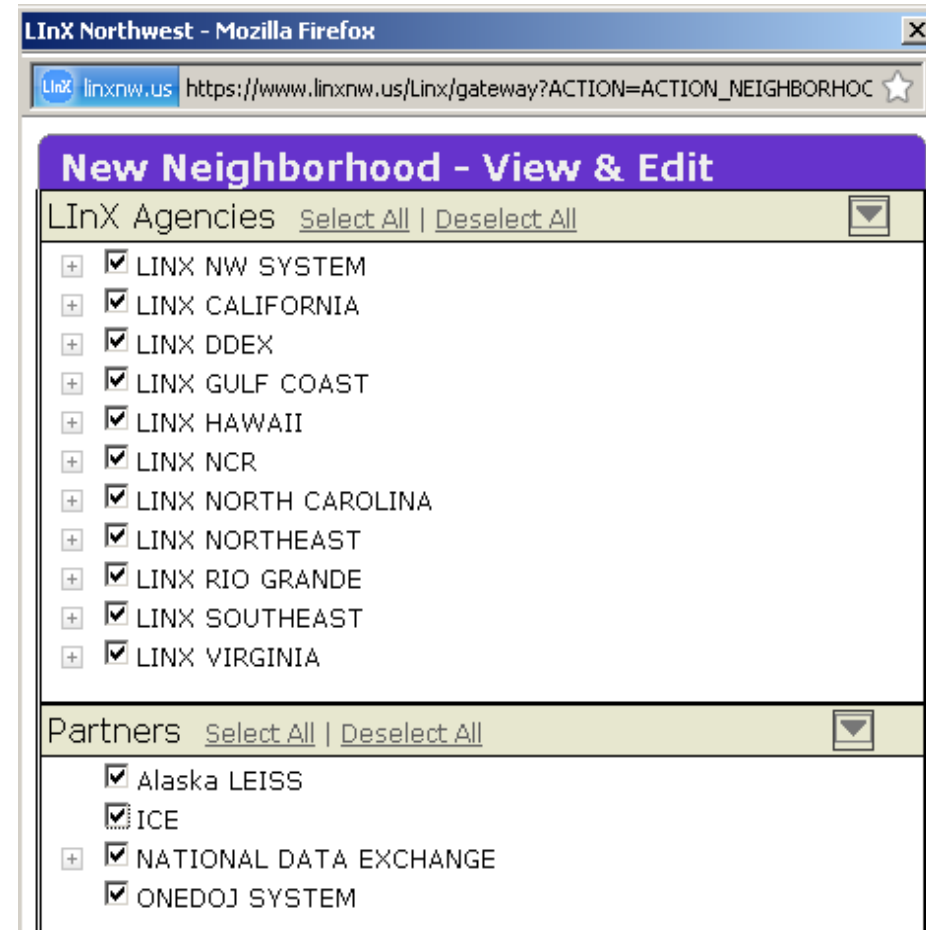 LInX Northwest - Mozilla Firefox
LInX linxnw.us https://www.linxnw.us/Linx/gateway?ACTION=ACTION_NEIGHBORHOC
New Neighborhood - View & Edit
LInX Agencies Select All | Deselect All
LINX NW SYSTEM
LINX CALIFORNIA
LINX DDEX
LINX GULF COAST
LINX HAWAII
LINX NCR
LINX NORTH CAROLINA
LINX NORTHEAST
LINX RIO GRANDE
LINX SOUTHEAST
LINX VIRGINIA
Partners Select All | Deselect All
Alaska LEISS
ICE
NATIONAL DATA EXCHANGE
ONEDOJ SYSTEM